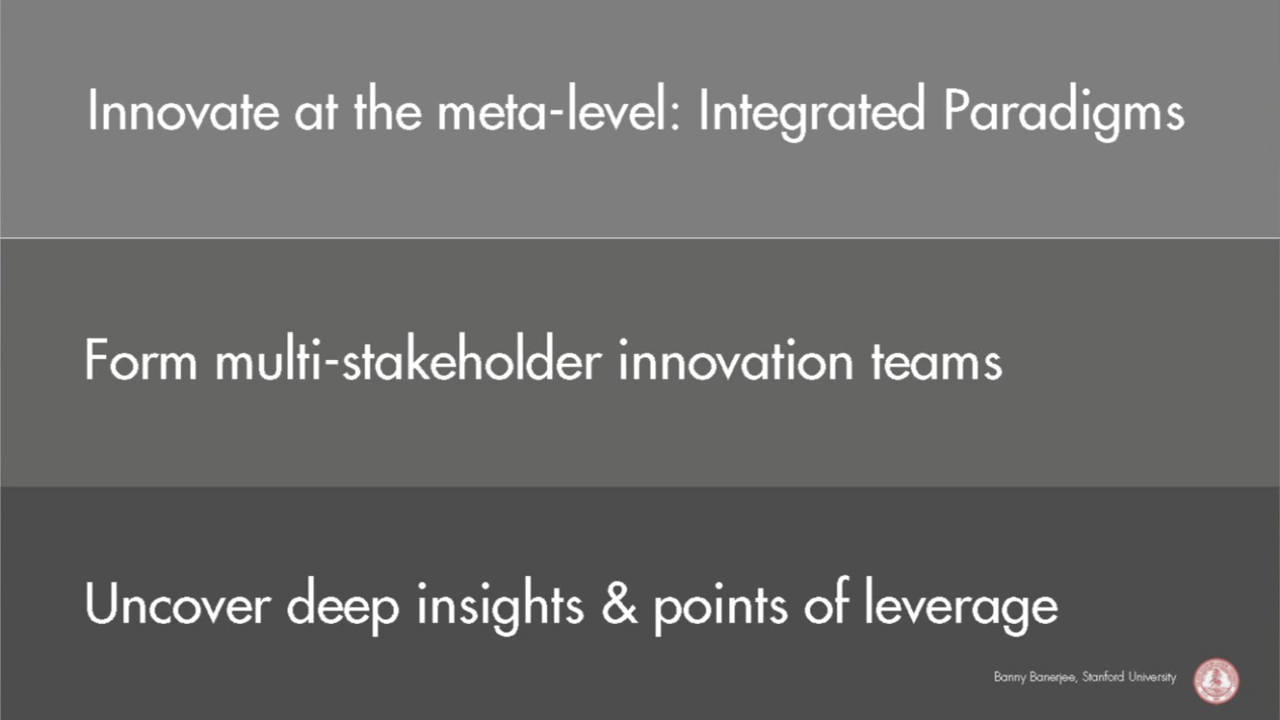 Innovate at the meta-level: Integrated Paradigms
Form multi-stakeholder innovation teams
Uncover deep insights & points of leverage
Banny Banerjee, Stanford University